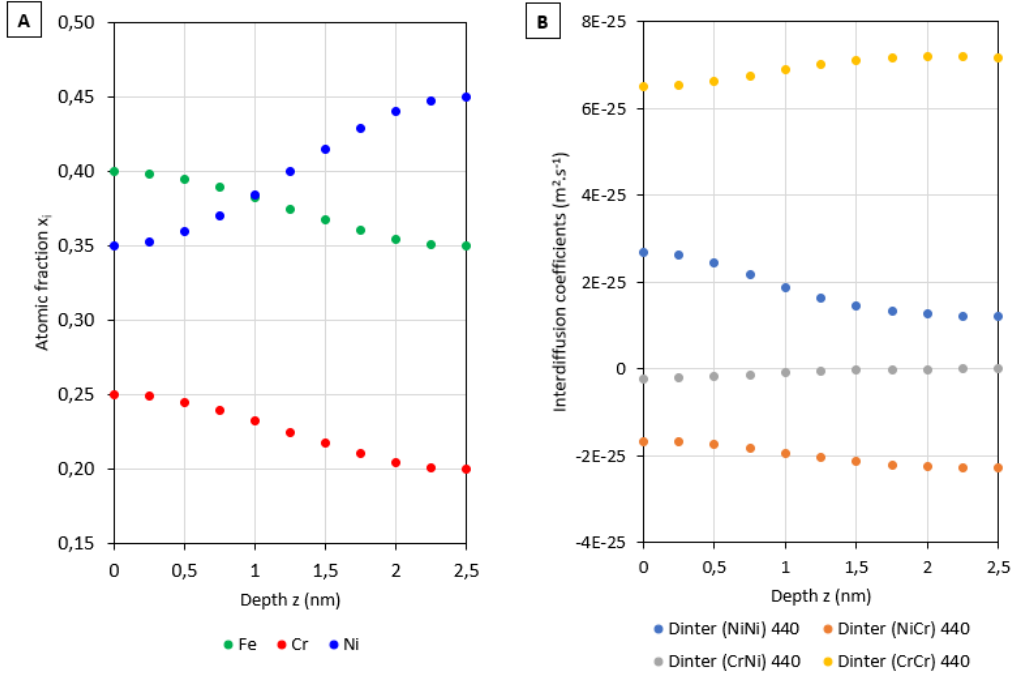 A
0,50
0,45
0,40
0,35
0,30
0,25
0,20
0,15
Atomic fraction xᵢ
0 0,5 1 1,5 2 2,5
Depth z (nm)
Fe Cr Ni
B
8E-25
6E-25
4E-25
2E-25
0
-2E-25
-4E-25
Interdiffusion coefficients (m².s⁻¹)
0 0,5 1 1,5 2 2,5
Depth z (nm)
Dinter (NiNi) 440 Dinter (NiCr) 440
Dinter (CrNi) 440 Dinter (CrCr) 440